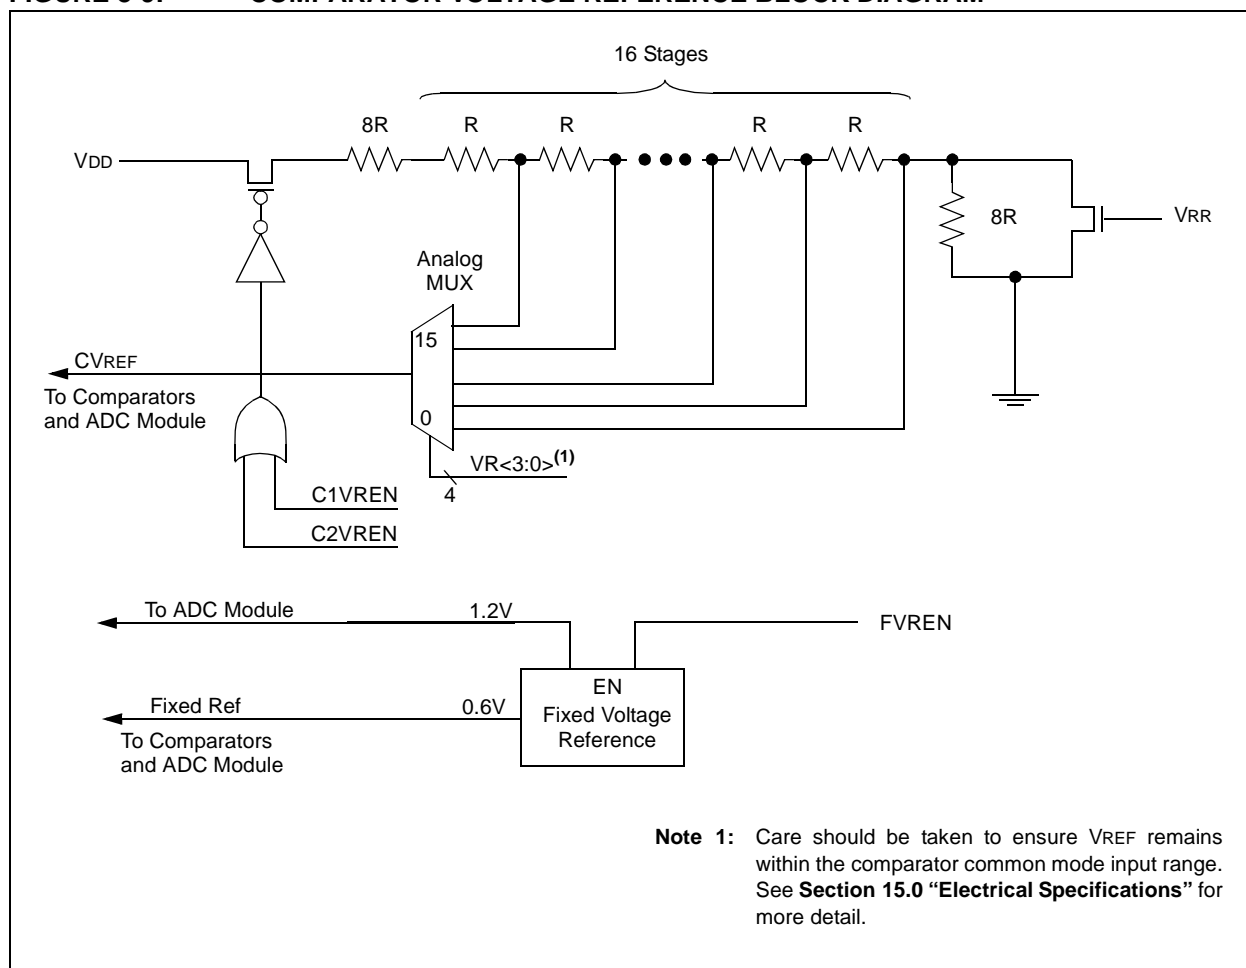 16 Stages
8R R R R R
VDD
8R
VRR
Analog
MUX
15
CVREF
To Comparators
and ADC Module
0
VR<3:0>(1)
4
C1VREN
C2VREN
To ADC Module 1.2V
FVREN
EN
Fixed Ref 0.6V
Fixed Voltage
Reference
To Comparators
and ADC Module
Note 1: Care should be taken to ensure VREF remains
within the comparator common mode input range.
See Section 15.0 “Electrical Specifications” for
more detail.